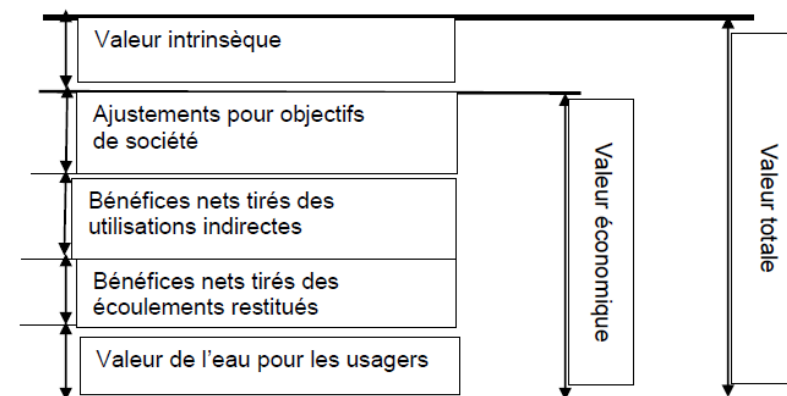 Valeur intrinsèque
Ajustements pour objectifs
de société
Bénéfices nets tirés des
utilisations indirectes
Bénéfices nets tirés des
écoulements restitués
Valeur de l'eau pour les usagers
Valeur économique
Valeur totale